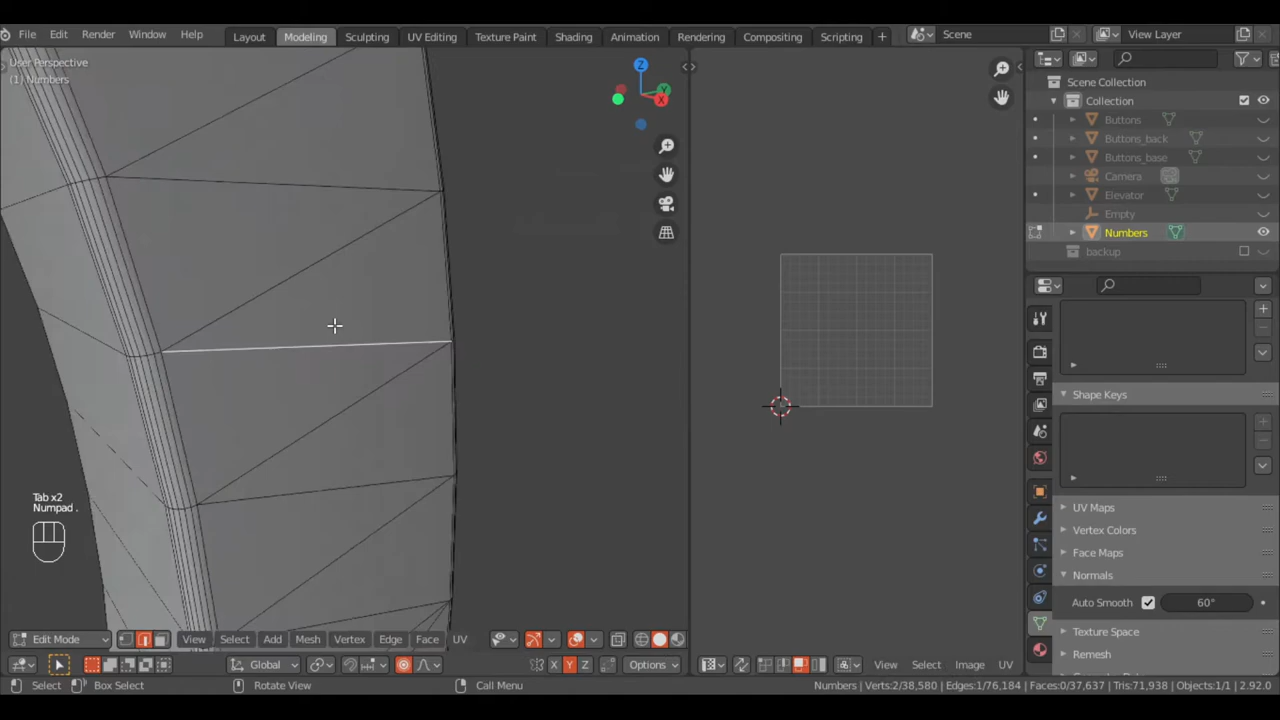 File Edit Render Window Help Layout Modeling Sculpting UV Editing Texture Paint Shading Animation Rendering Compositing Scripting + Scene View Layer
User Perspective
(1) Numbers
Z
Y
X
Scene Collection
Collection
Buttons
Buttons_back
Buttons_base
Camera
Elevator
Empty
Numbers
backup
Shape Keys
UV Maps
Vertex Colors
Face Maps
Normals
Auto Smooth 60°
Texture Space
Remesh
Tab x2
Numpad .
Edit Mode View Select Add Mesh Vertex Edge Face UV
Global X Y Z Options View Select Image UV
Select Box Select Rotate View Call Menu Numbers | Verts:2/38,580 | Edges:1/76,184 | Faces:0/37,637 | Tris:71,938 | Objects:1/1 | 2.92.0